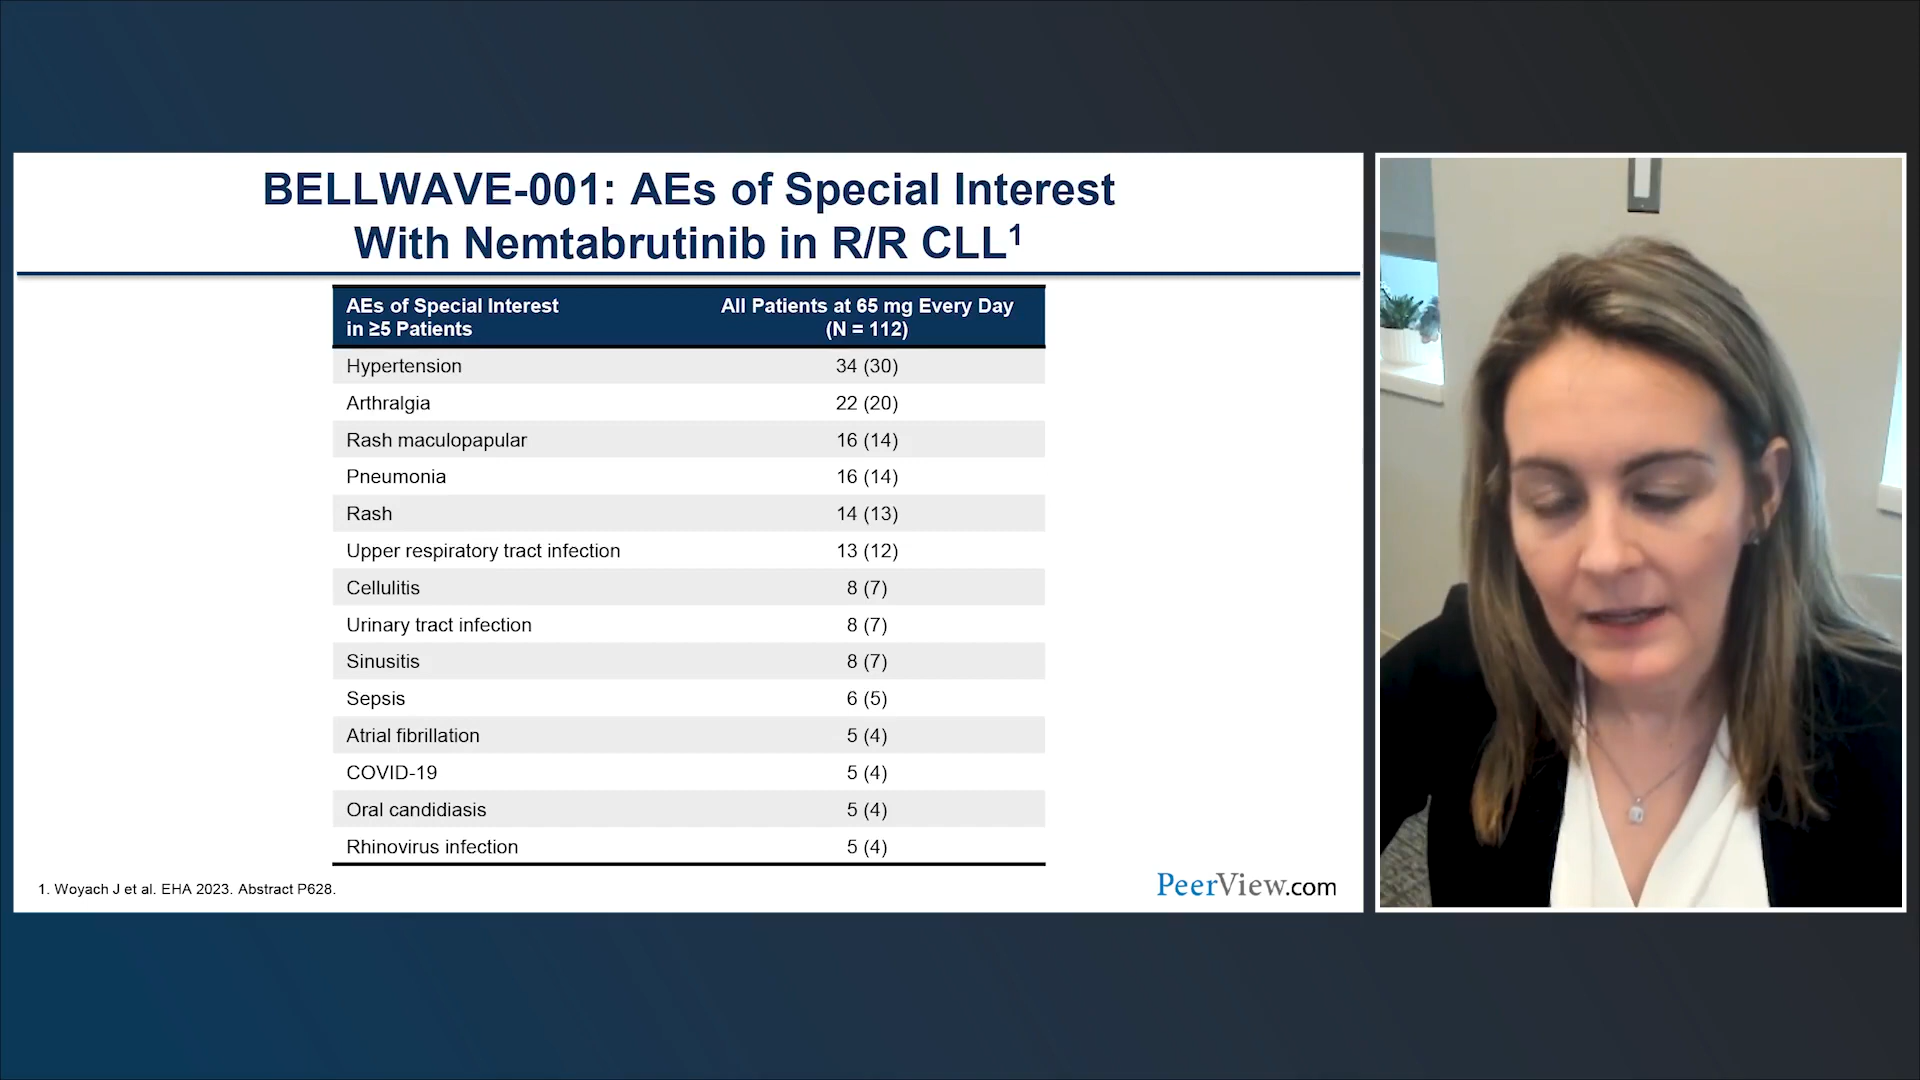 BELLWAVE-001: AEs of Special Interest
With Nemtabrutinib in R/R CLL¹
AEs of Special Interest
in ≥5 Patients
All Patients at 65 mg Every Day
(N = 112)
Hypertension 34 (30)
Arthralgia 22 (20)
Rash maculopapular 16 (14)
Pneumonia 16 (14)
Rash 14 (13)
Upper respiratory tract infection 13 (12)
Cellulitis 8 (7)
Urinary tract infection 8 (7)
Sinusitis 8 (7)
Sepsis 6 (5)
Atrial fibrillation 5 (4)
COVID-19 5 (4)
Oral candidiasis 5 (4)
Rhinovirus infection 5 (4)
1. Woyach J et al. EHA 2023. Abstract P628.
PeerView.com